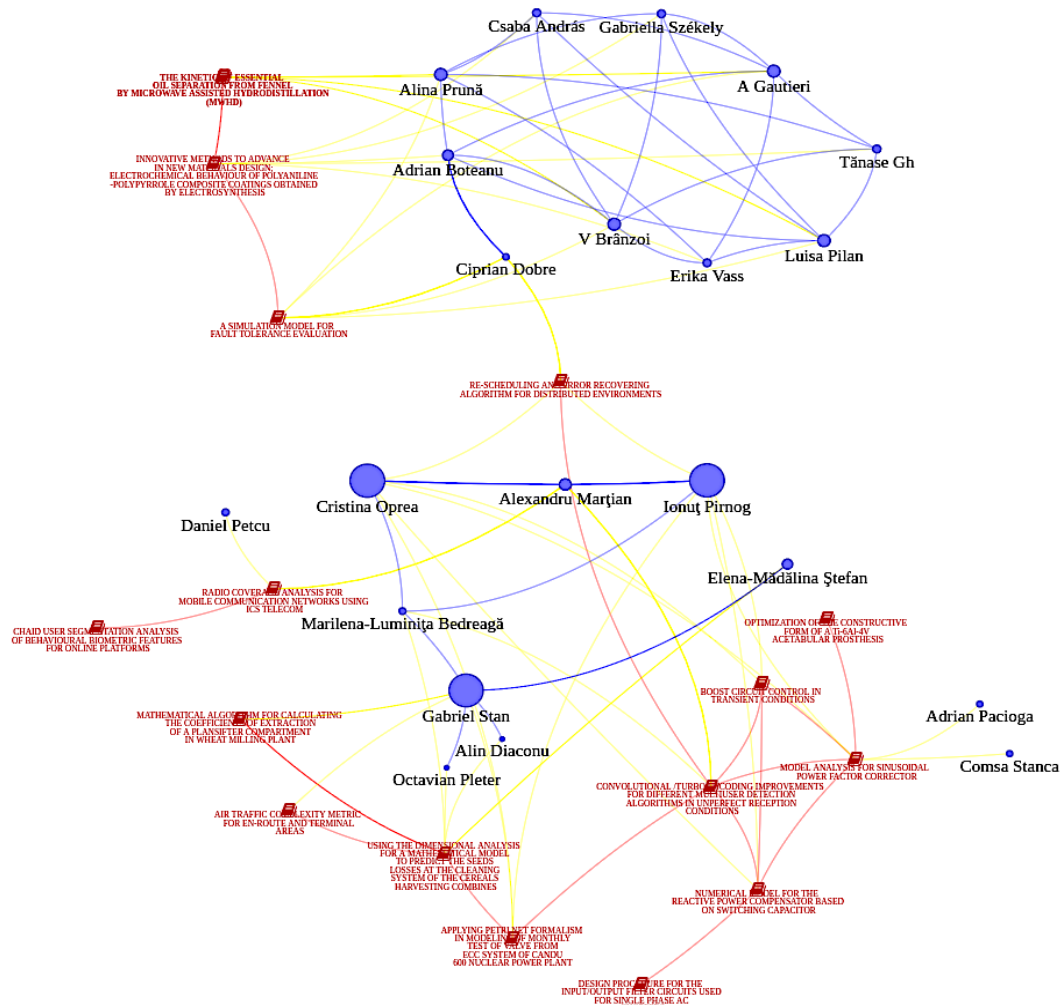 Csaba András
Gabriella Székely
THE KINETICS ESSENTIAL
OIL SEPARATION FROM FENNEL
BY MICROWAVE ASSISTED HYDRODISTILLATION
(MWHD)
Alina Prună
A Gautieri
INNOVATIVE METHODS TO ADVANCE
IN NEW MATERIALS DESIGN;
ELECTROCHEMICAL BEHAVIOUR OF POLYANILINE
-POLYPYRROLE COMPOSITE COATINGS OBTAINED
BY ELECTROSYNTHESIS
Adrian Boteanu
Tănase Gh
V Brânzoi
Luisa Pilan
Ciprian Dobre
Erika Vass
A SIMULATION MODEL FOR
FAULT TOLERANCE EVALUATION
RE-SCHEDULING AND ERROR RECOVERING
ALGORITHM FOR DISTRIBUTED ENVIRONMENTS
Cristina Oprea
Alexandru Marţian
Ionuţ Pirnog
Daniel Petcu
Elena-Mădălina Ştefan
RADIO COVERAGE ANALYSIS FOR
MOBILE COMMUNICATION NETWORKS USING
ICS TELECOM
Marilena-Luminiţa Bedreagă
OPTIMIZATION OF THE CONSTRUCTIVE
FORM OF A Ti-6Al-4V
ACETABULAR PROSTHESIS
CHAID USER SEGMENTATION ANALYSIS
OF BEHAVIOURAL BIOMETRIC FEATURES
FOR ONLINE PLATFORMS
BOOST CIRCUIT CONTROL IN
TRANSIENT CONDITIONS
MATHEMATICAL ALGORITHM FOR CALCULATING
THE COEFFICIENT OF EXTRACTION
OF A PLANSIFTER COMPARTMENT
IN WHEAT MILLING PLANT
Gabriel Stan
Adrian Pacioga
Alin Diaconu
Octavian Pleter
MODEL ANALYSIS FOR SINUSOIDAL
POWER FACTOR CORRECTOR
Comsa Stanca
CONVOLUTIONAL /TURBO CODING IMPROVEMENTS
FOR DIFFERENT MULTIUSER DETECTION
ALGORITHMS IN UNPERFECT RECEPTION
CONDITIONS
AIR TRAFFIC COMPLEXITY METRIC
FOR EN-ROUTE AND TERMINAL
AREAS
USING THE DIMENSIONAL ANALYSIS
FOR A MATHEMATICAL MODEL
TO PREDICT THE SEEDS
LOSSES AT THE CLEANING
SYSTEM OF THE CEREALS
HARVESTING COMBINES
NUMERICAL MODEL FOR THE
REACTIVE POWER COMPENSATOR BASED
ON SWITCHING CAPACITOR
APPLYING PETRI NET FORMALISM
IN MODELING OF MONTHLY
TEST OF VALVE FROM
ECC SYSTEM OF CANDU
600 NUCLEAR POWER PLANT
DESIGN PROCEDURE FOR THE
INPUT/OUTPUT FILTER CIRCUITS USED
FOR SINGLE PHASE AC